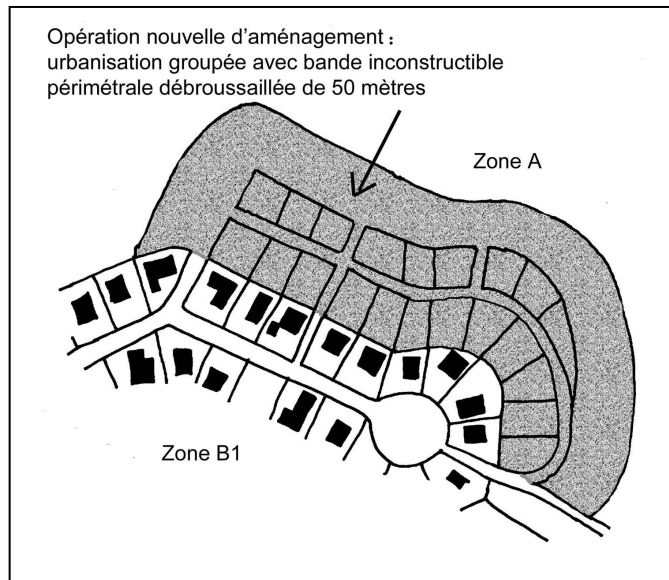 Opération nouvelle d’aménagement :
urbanisation groupée avec bande inconstructible
périmétrale débroussaillée de 50 mètres
Zone A
Zone B1